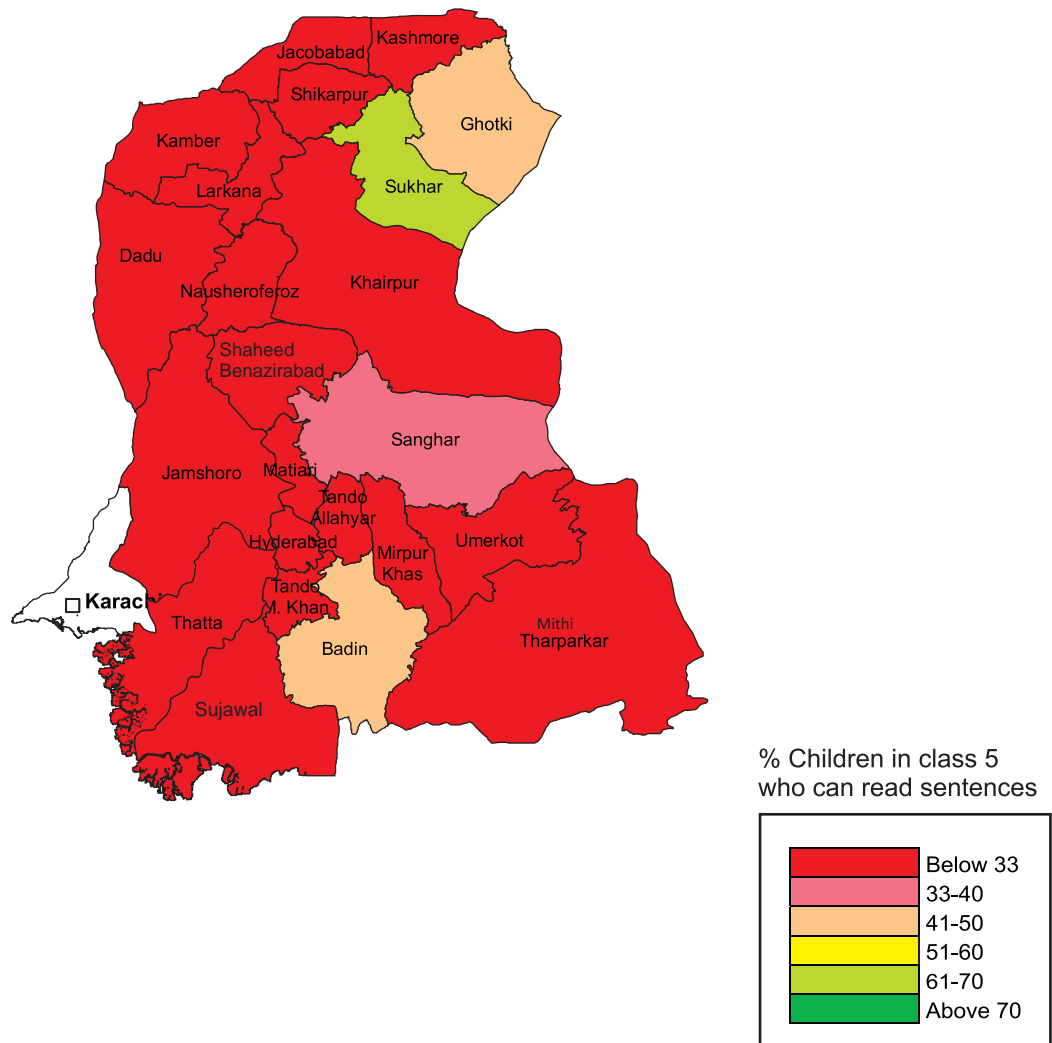 Kashmore
Jacobabad
Shikarpur
Ghotki
Kamber
Sukhar
Larkana
Dadu
Khairpur
Nausheroferoz
Shaheed
Benazirabad
Sanghar
Matiari
Jamshoro
Tando
Allahyar
Hyderabad
Umerkot
Mirpur
Khas
Tando
M. Khan
Karachi
Thatta
Mithi
Tharparkar
Badin
Sujawal
% Children in class 5
who can read sentences
Below 33
33-40
41-50
51-60
61-70
Above 70